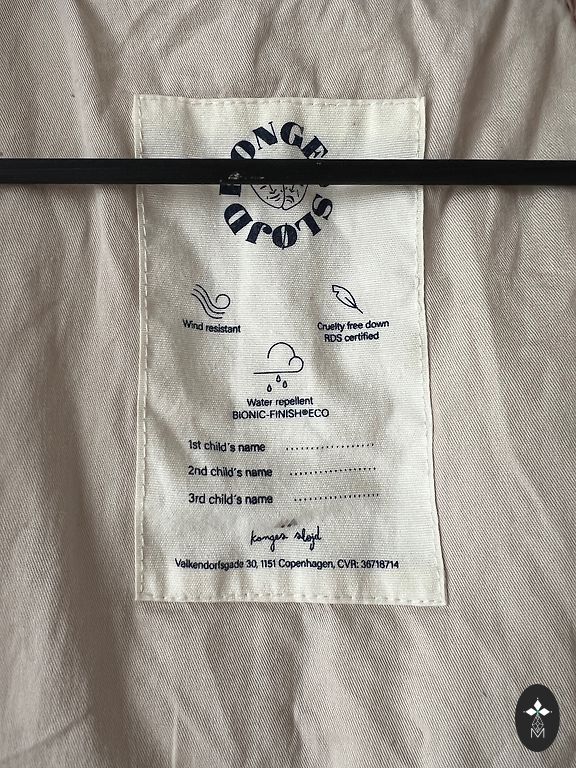 KONGES SLØJD
Wind resistant
Cruelty free down
RDS certified
Water repellent
BIONIC-FINISH®ECO
1st child's name ..................
2nd child's name ..................
3rd child's name ..................
konges sløjd
Valkendorfsgade 30, 1151 Copenhagen, CVR: 36718714
M